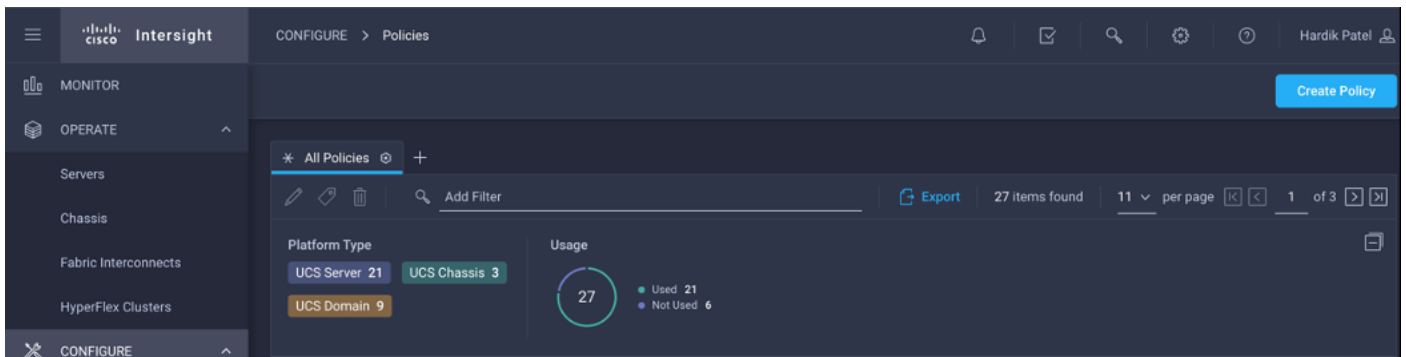 CISCO Intersight
CONFIGURE > Policies
Hardik Patel
MONITOR
Create Policy
OPERATE
All Policies
Servers
Add Filter
Export
27 items found
11 per page
1 of 3
Chassis
Platform Type
Usage
UCS Server 21
UCS Chassis 3
UCS Domain 9
27
Used 21
Not Used 6
Fabric Interconnects
HyperFlex Clusters
CONFIGURE